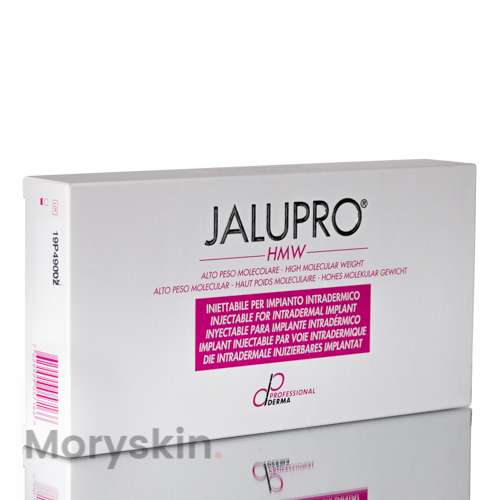 JALUPRO®
HMW
ALTO PESO MOLECOLARE - HIGH MOLECULAR WEIGHT
ALTO PESO MOLECULAR - HAUT POIDS MOLECULAIRE - HOHES MOLEKULAR GEWICHT
INIETTABILE PER IMPIANTO INTRADERMICO
INJECTABLE FOR INTRADERMAL IMPLANT
INYECTABLE PARA IMPLANTE INTRADÉRMICO
IMPLANT INJECTABLE PAR VOIE INTRADERMIQUE
DIE INTRADERMALE INJIZIERBARES IMPLANTAT
PROFESSIONAL
DERMA
19P49002
Moryskin.